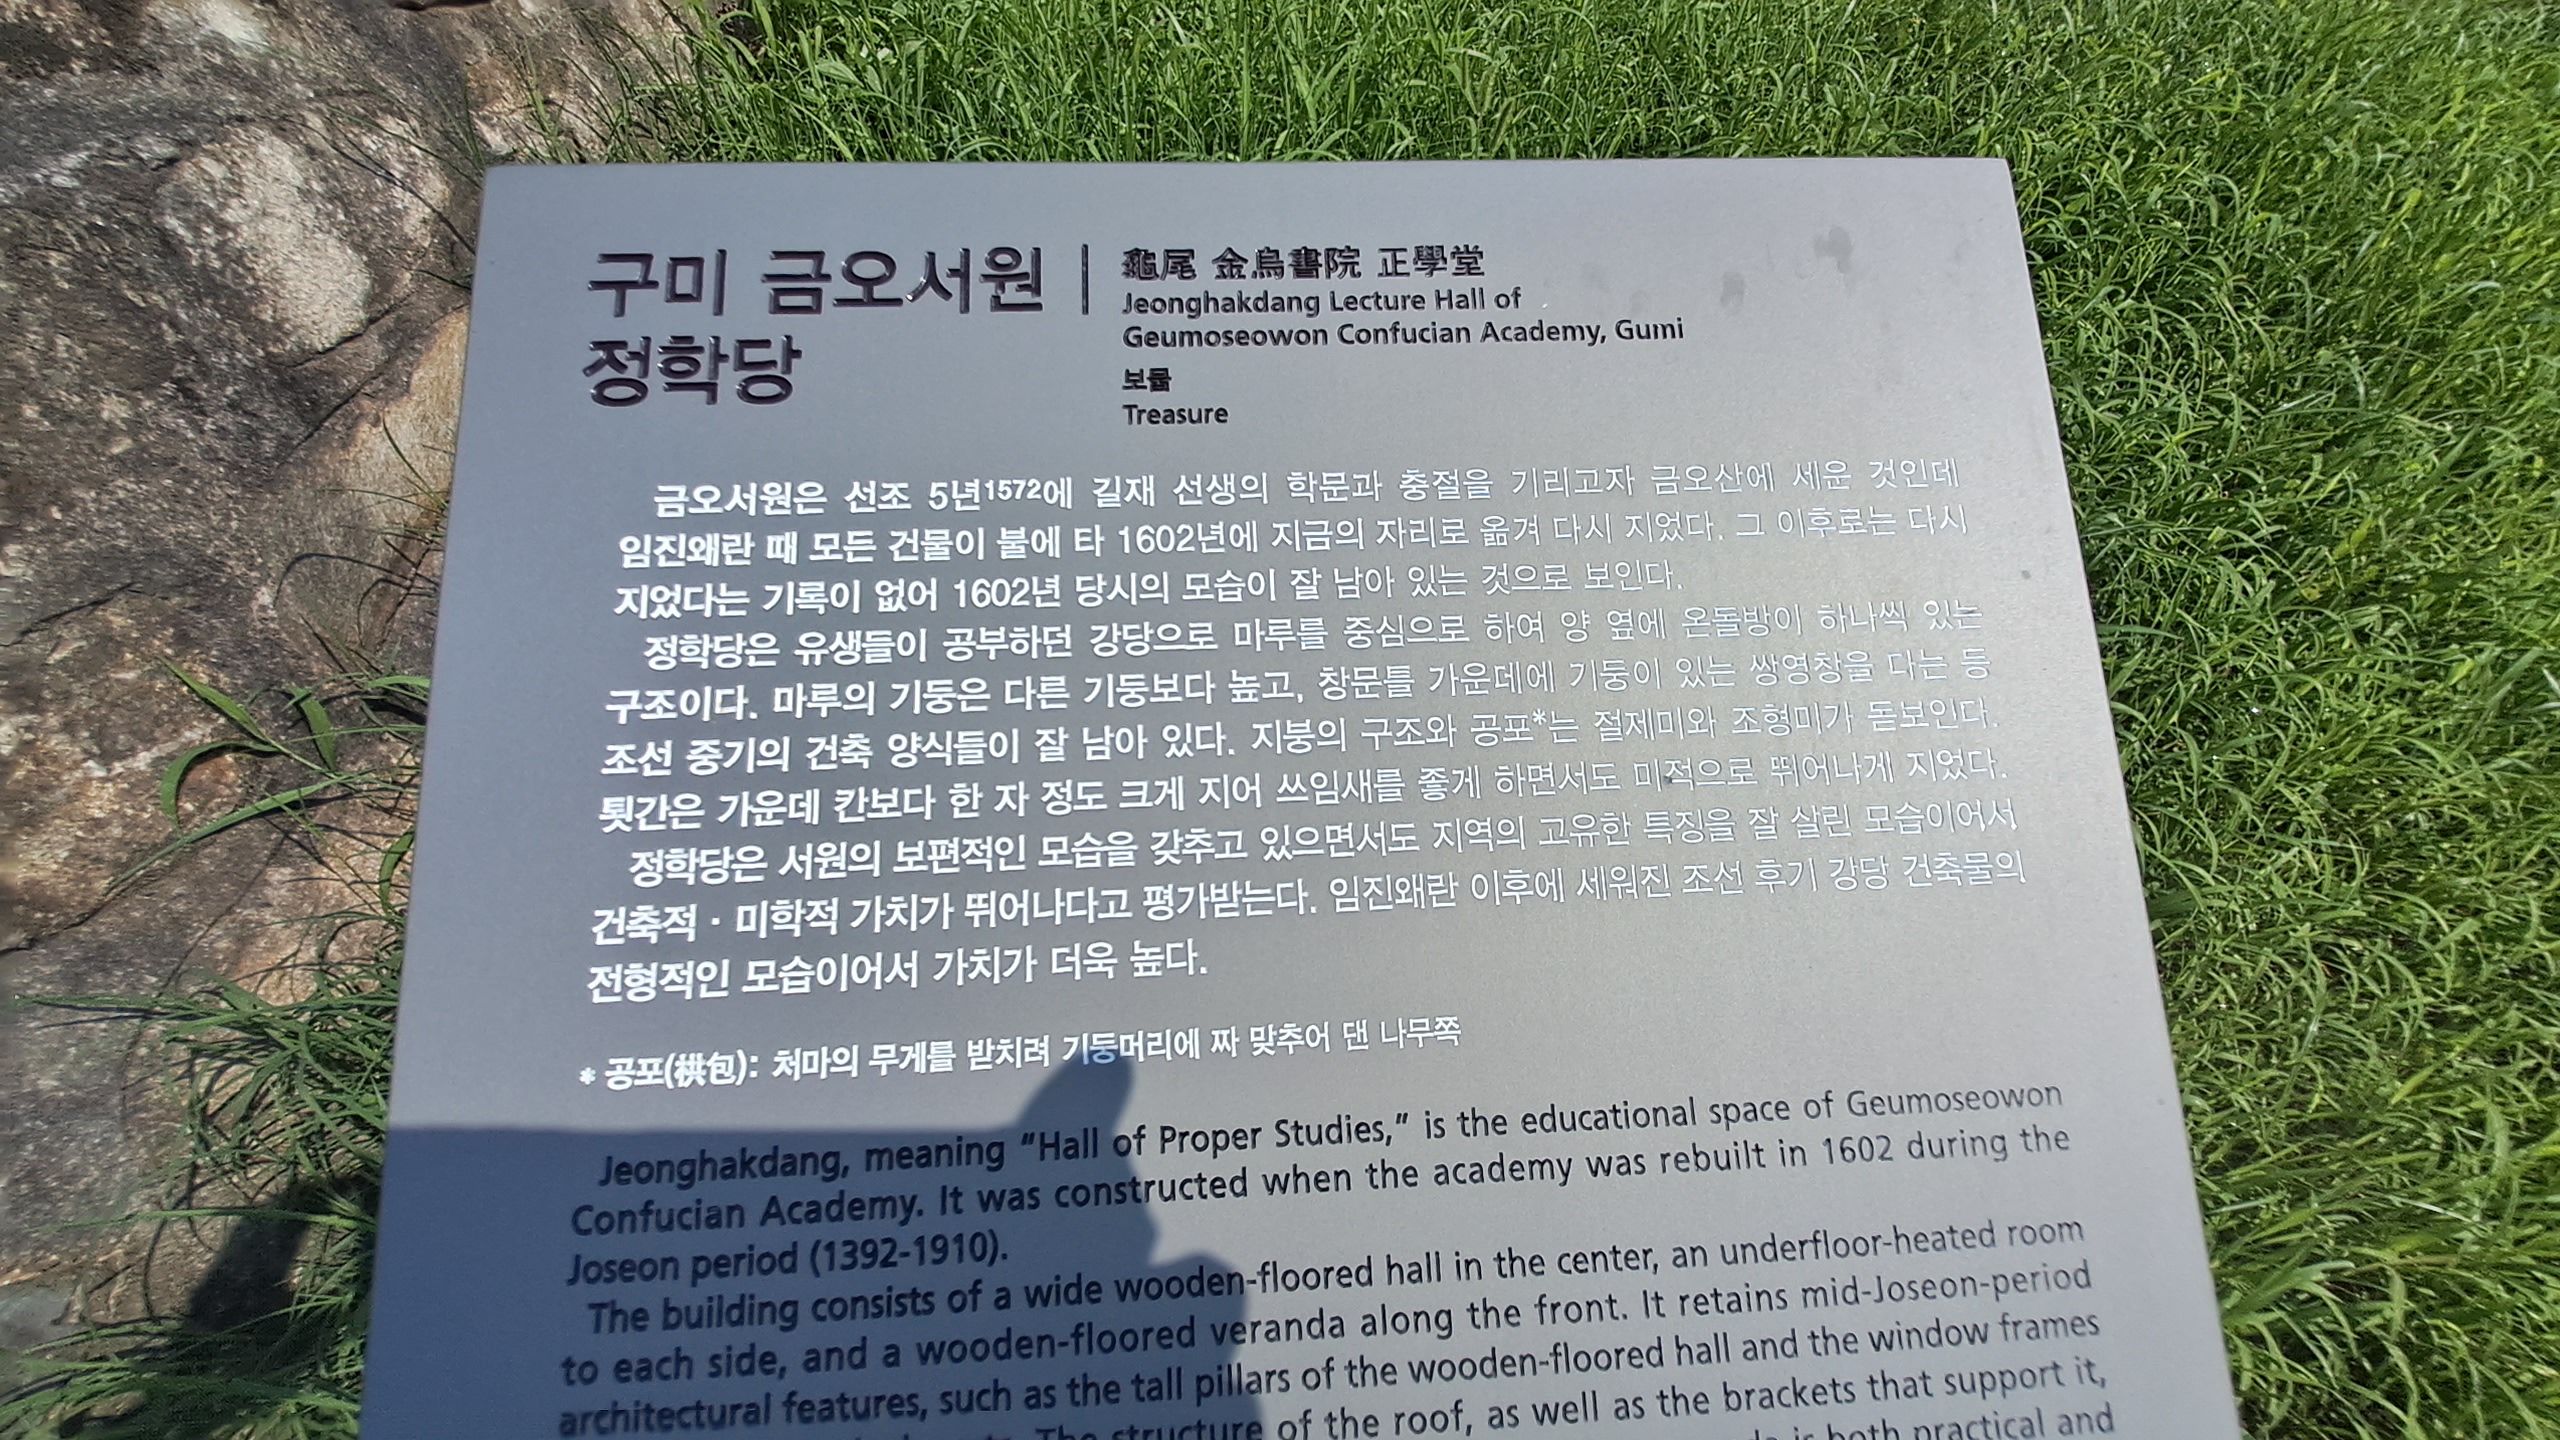 구미 금오서원
정학당
龜尾 金烏書院 正學堂
Jeonghakdang Lecture Hall of
Geumoseowon Confucian Academy, Gumi
보물
Treasure
금오서원은 선조 5년1572에 길재 선생의 학문과 충절을 기리고자 금오산에 세운 것인데
임진왜란 때 모든 건물이 불에 타 1602년에 지금의 자리로 옮겨 다시 지었다. 그 이후로는 다시
지었다는 기록이 없어 1602년 당시의 모습이 잘 남아 있는 것으로 보인다.
정학당은 유생들이 공부하던 강당으로 마루를 중심으로 하여 양 옆에 온돌방이 하나씩 있는
구조이다. 마루의 기둥은 다른 기둥보다 높고, 창문틀 가운데에 기둥이 있는 쌍영창을 다는 등
조선 중기의 건축 양식들이 잘 남아 있다. 지붕의 구조와 공포*는 절제미와 조형미가 돋보인다.
툇간은 가운데 칸보다 한 자 정도 크게 지어 쓰임새를 좋게 하면서도 미적으로 뛰어나게 지었다.
정학당은 서원의 보편적인 모습을 갖추고 있으면서도 지역의 고유한 특징을 잘 살린 모습이어서
건축적 · 미학적 가치가 뛰어나다고 평가받는다. 임진왜란 이후에 세워진 조선 후기 강당 건축물의
전형적인 모습이어서 가치가 더욱 높다.
* 공포(栱包): 처마의 무게를 받치려 기둥머리에 짜 맞추어 댄 나무쪽
Jeonghakdang, meaning "Hall of Proper Studies," is the educational space of Geumoseowon
Confucian Academy. It was constructed when the academy was rebuilt in 1602 during the
Joseon period (1392-1910).
The building consists of a wide wooden-floored hall in the center, an underfloor-heated room
to each side, and a wooden-floored veranda along the front. It retains mid-Joseon-period
architectural features, such as the tall pillars of the wooden-floored hall and the window frames
The structure of the roof, as well as the brackets that support it,
is both practical and